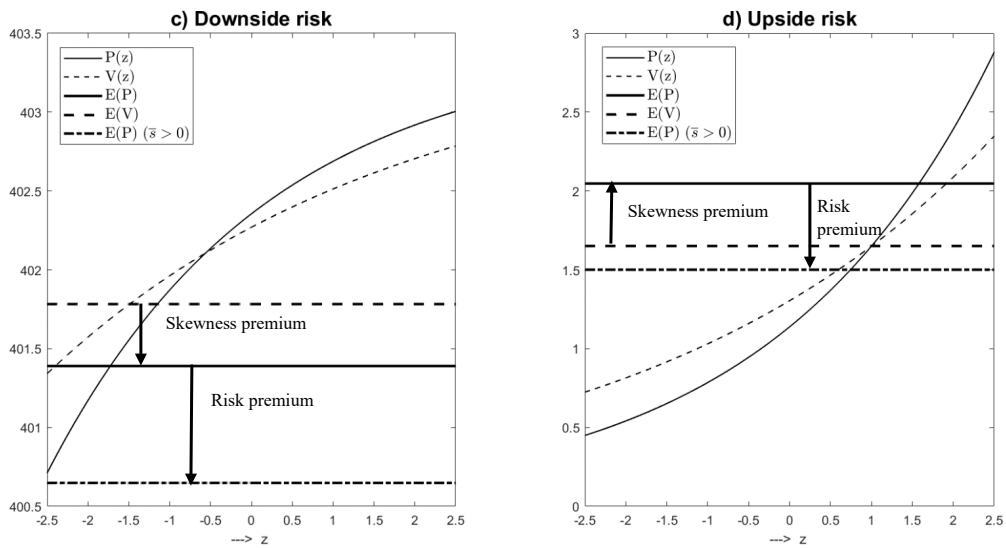 c) Downside risk
403.5
403
402.5
402
401.5
401
400.5
P(z)
V(z)
E(P)
E(V)
E(P) (s̅ > 0)
Skewness premium
Risk premium
-2.5 -2 -1.5 -1 -0.5 0 0.5 1 1.5 2 2.5
---> z
d) Upside risk
3
2.5
2
1.5
1
0.5
0
P(z)
V(z)
E(P)
E(V)
E(P) (s̅ > 0)
Skewness premium
Risk
premium
-2.5 -2 -1.5 -1 -0.5 0 0.5 1 1.5 2 2.5
---> z